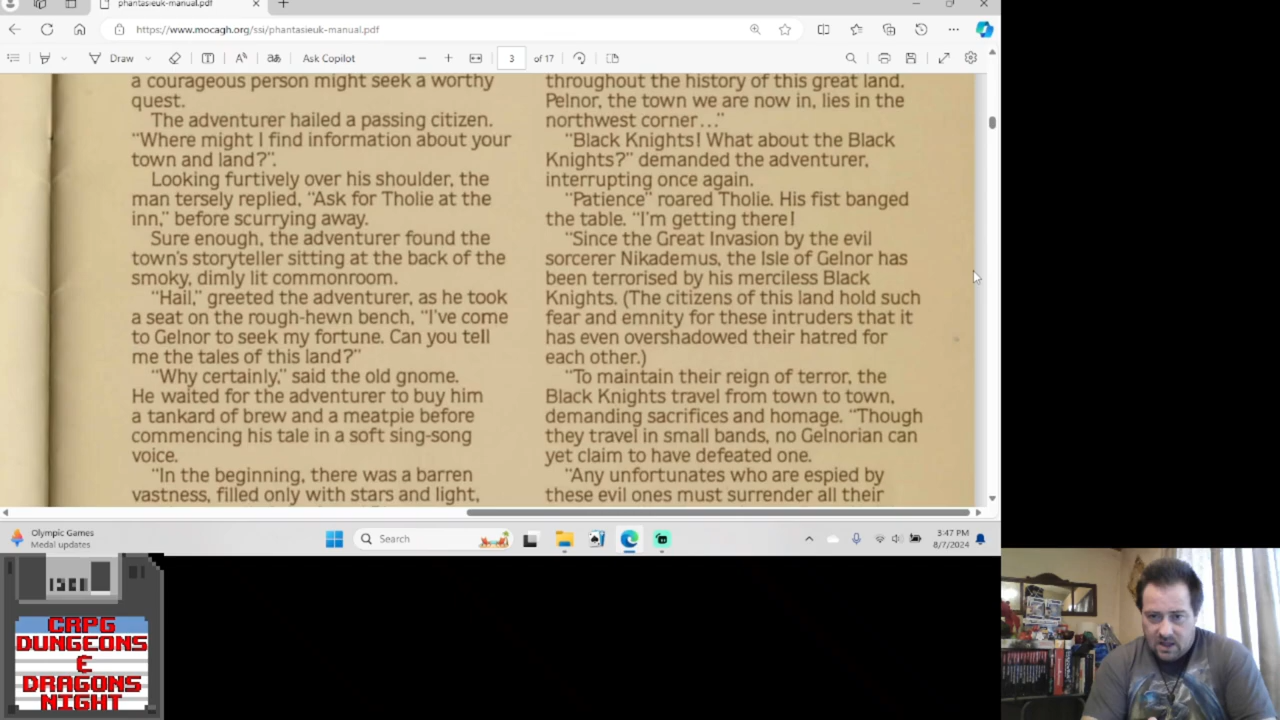 phantasieuk-manual.pdf
https://www.mocagh.org/ssi/phantasieuk-manual.pdf
Draw
Ask Copilot
3 of 17
a courageous person might seek a worthy
quest.
The adventurer hailed a passing citizen.
“Where might I find information about your
town and land?”.
Looking furtively over his shoulder, the
man tersely replied, “Ask for Tholie at the
inn,” before scurrying away.
Sure enough, the adventurer found the
town's storyteller sitting at the back of the
smoky, dimly lit commonroom.
“Hail,” greeted the adventurer, as he took
a seat on the rough-hewn bench, “I've come
to Gelnor to seek my fortune. Can you tell
me the tales of this land?”
“Why certainly,” said the old gnome.
He waited for the adventurer to buy him
a tankard of brew and a meatpie before
commencing his tale in a soft sing-song
voice.
“In the beginning, there was a barren
vastness, filled only with stars and light,
throughout the history of this great land.
Pelnor, the town we are now in, lies in the
northwest corner...”
“Black Knights! What about the Black
Knights?” demanded the adventurer,
interrupting once again.
“Patience” roared Tholie. His fist banged
the table. “I'm getting there!
“Since the Great Invasion by the evil
sorcerer Nikademus, the Isle of Gelnor has
been terrorised by his merciless Black
Knights. (The citizens of this land hold such
fear and emnity for these intruders that it
has even overshadowed their hatred for
each other.)
“To maintain their reign of terror, the
Black Knights travel from town to town,
demanding sacrifices and homage. “Though
they travel in small bands, no Gelnorian can
yet claim to have defeated one.
“Any unfortunates who are espied by
these evil ones must surrender all their
Olympic Games
Medal updates
Search
3:47 PM
8/7/2024
CRPG
DUNGEONS
&
DRAGONS
NIGHT